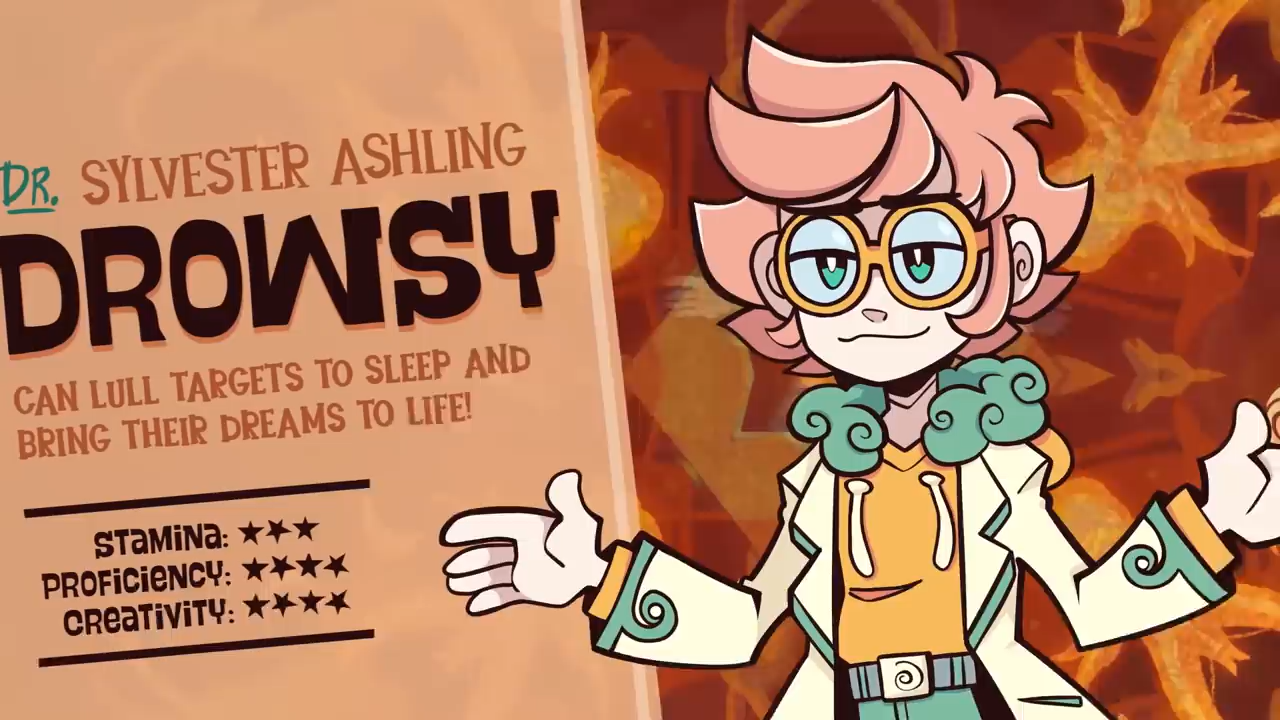 DR. SYLVESTER ASHLING
DROWSY
CAN LULL TARGETS TO SLEEP AND
BRING THEIR DREAMS TO LIFE!
STAMINA: ★★★
PROFICIENCY: ★★★★
CREATIVITY: ★★★★